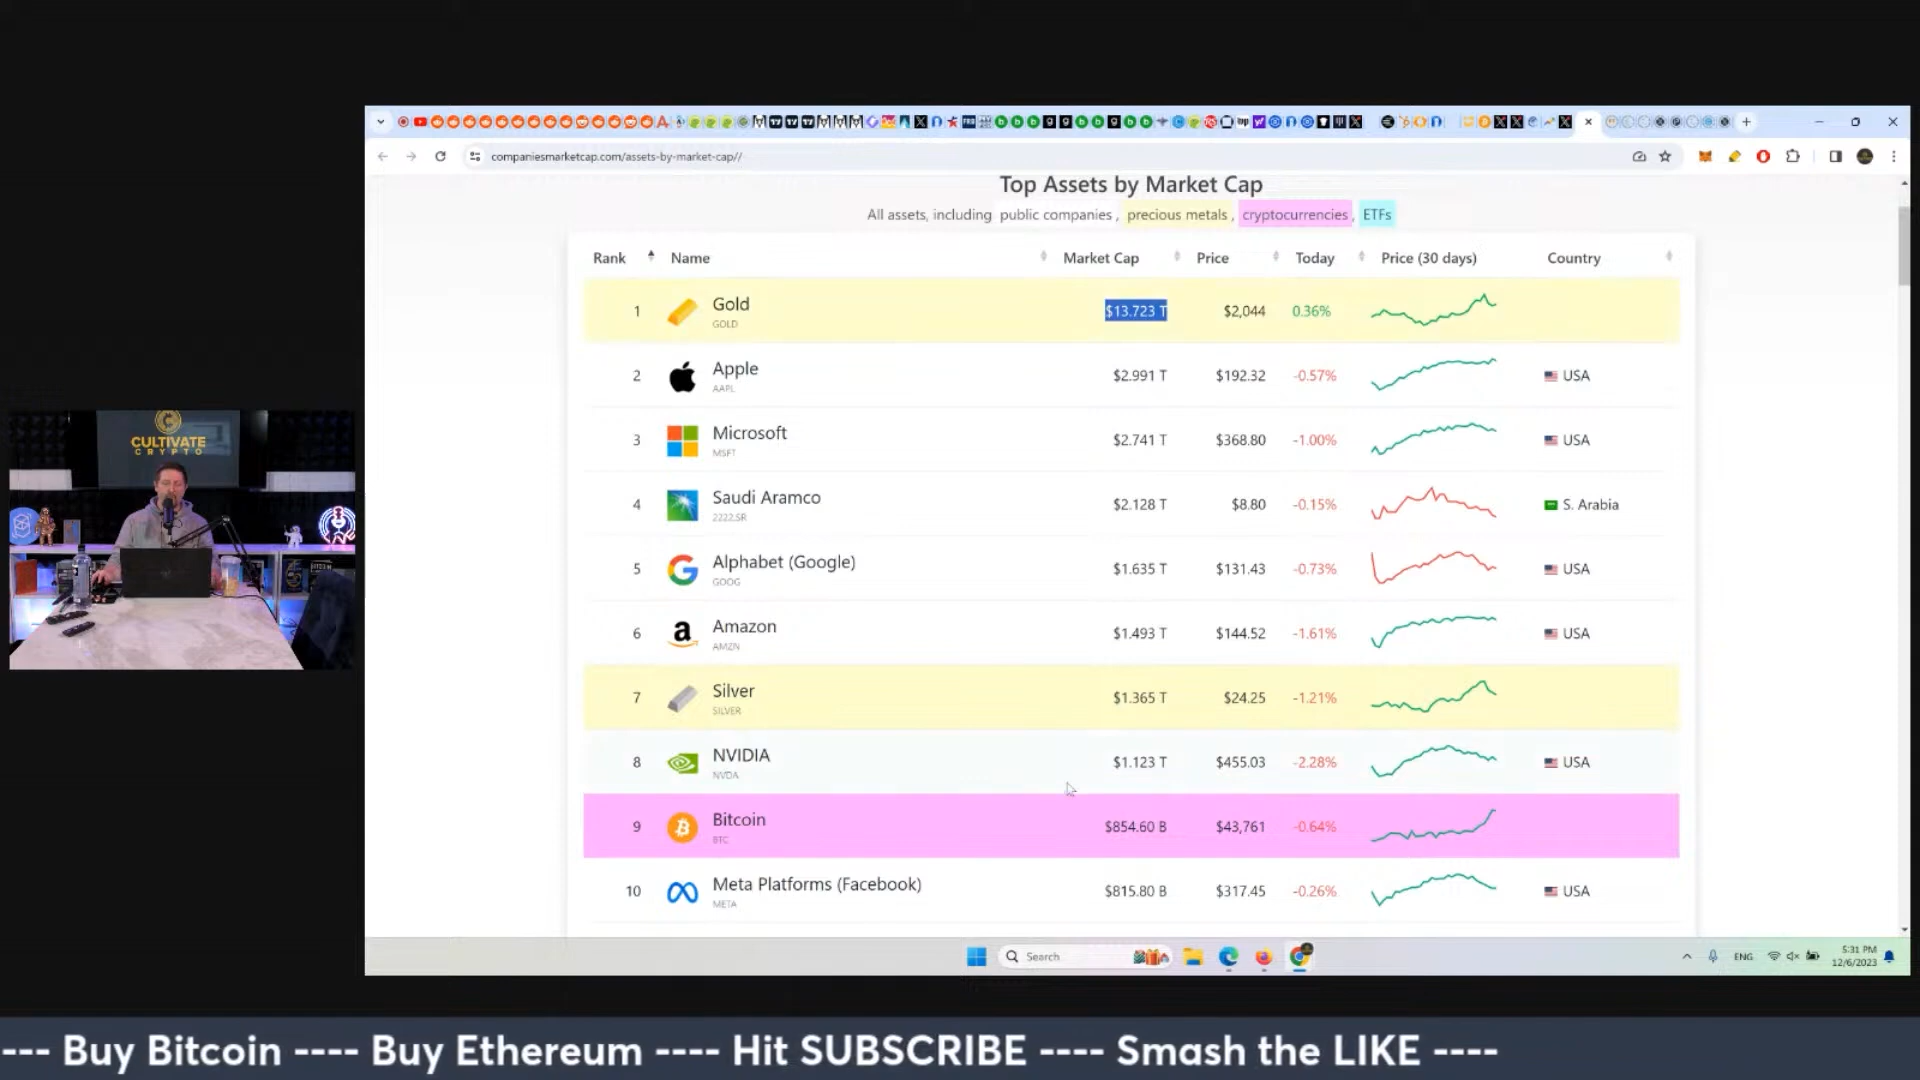 CULTIVATE
CRYPTO
companiesmarketcap.com/assets-by-market-cap//
Top Assets by Market Cap
All assets, including public companies , precious metals , cryptocurrencies , ETFs
Rank Name Market Cap Price Today Price (30 days) Country
1 Gold $13.723 T $2,044 0.36%
GOLD
2 Apple $2.991 T $192.32 -0.57% USA
AAPL
3 Microsoft $2.741 T $368.80 -1.00% USA
MSFT
4 Saudi Aramco $2.128 T $8.80 -0.15% S. Arabia
2222.SR
5 Alphabet (Google) $1.635 T $131.43 -0.73% USA
GOOG
6 Amazon $1.493 T $144.52 -1.61% USA
AMZN
7 Silver $1.365 T $24.25 -1.21%
SILVER
8 NVIDIA $1.123 T $455.03 -2.28% USA
NVDA
9 Bitcoin $854.60 B $43,761 -0.64%
BTC
10 Meta Platforms (Facebook) $815.80 B $317.45 -0.26% USA
META
Search
ENG
5:31 PM
12/6/2023
--- Buy Bitcoin ---- Buy Ethereum ---- Hit SUBSCRIBE ---- Smash the LIKE ----